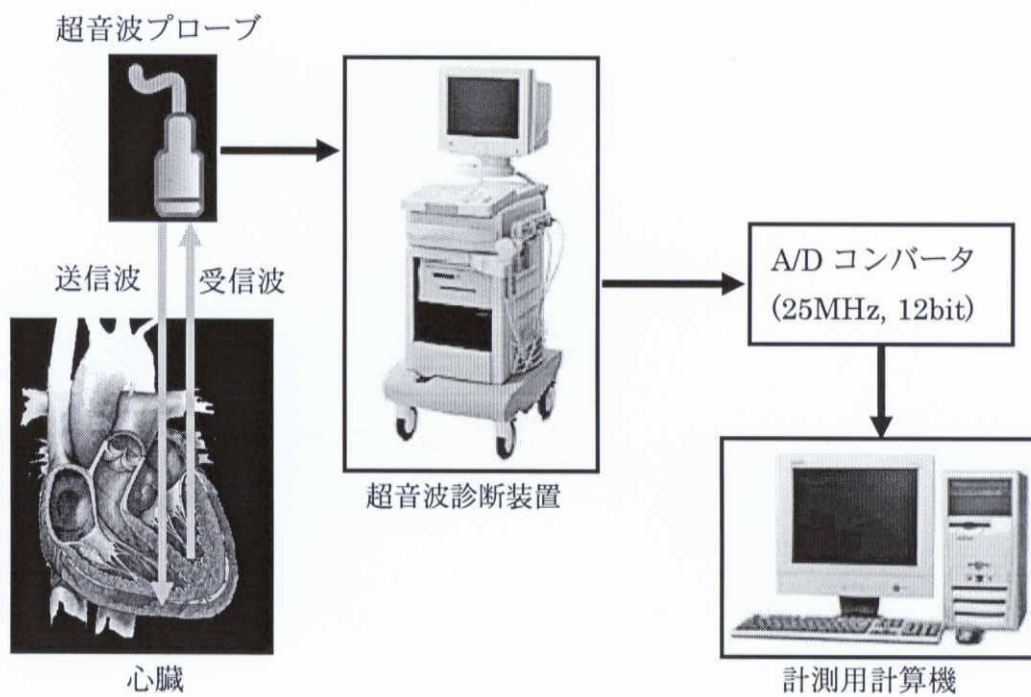 超音波プローブ
送信波
受信波
心臓
超音波診断装置
A/D コンバータ
(25MHz, 12bit)
計測用計算機